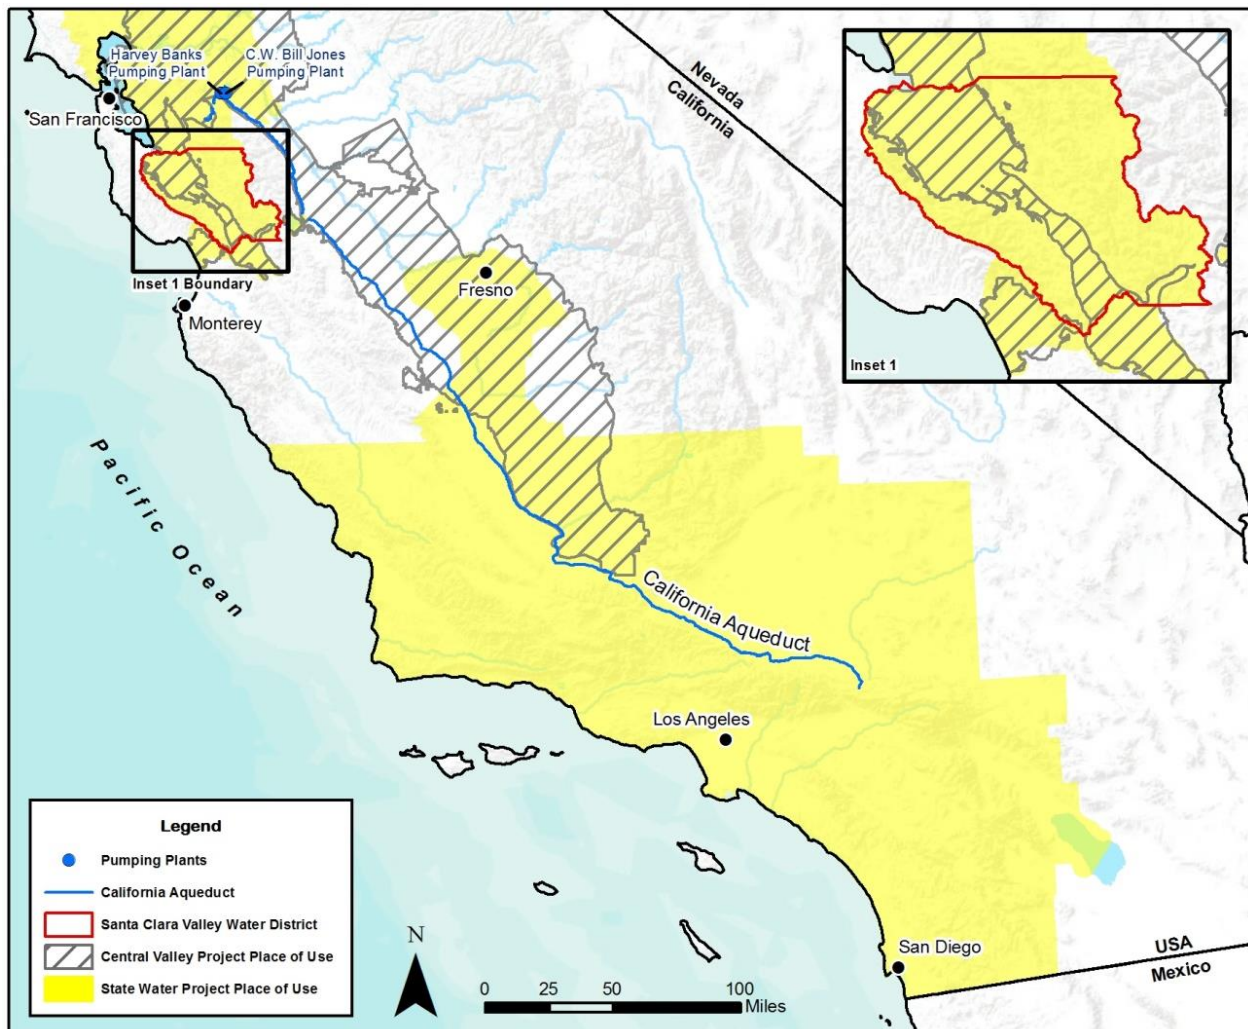 Harvey Banks
Pumping Plant
C.W. Bill Jones
Pumping Plant
San Francisco
Nevada
California
Inset 1 Boundary
Monterey
Fresno
Inset 1
Pacific Ocean
California Aqueduct
Los Angeles
San Diego
USA
Mexico
Legend
Pumping Plants
California Aqueduct
Santa Clara Valley Water District
Central Valley Project Place of Use
State Water Project Place of Use
N
0 25 50 100
Miles